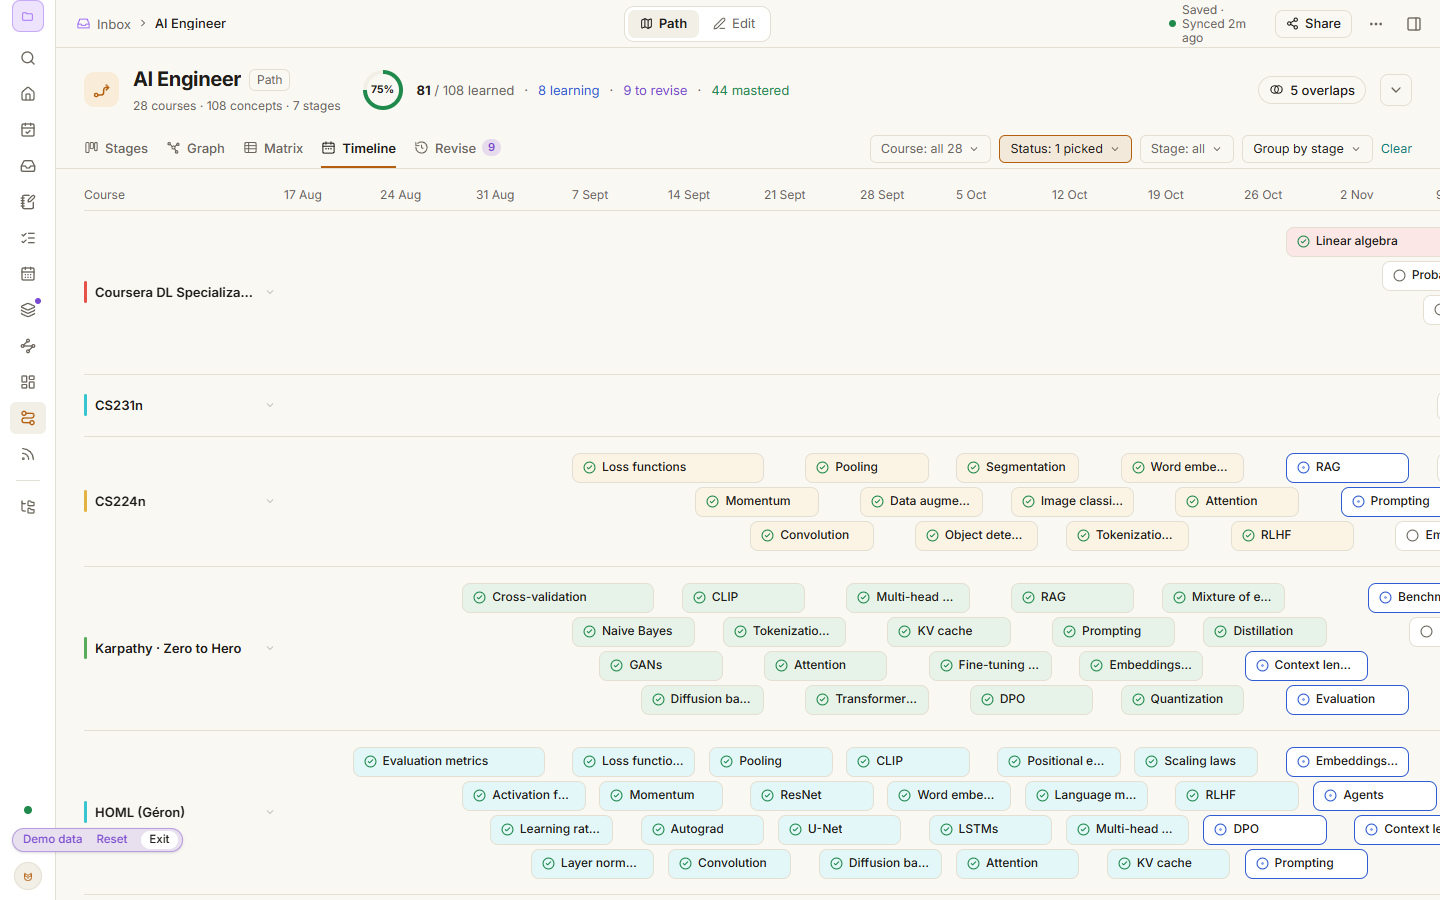 Inbox > AI Engineer
Path
Edit
Saved ·
Synced 2m
ago
Share
AI Engineer
Path
28 courses · 108 concepts · 7 stages
75%
81 / 108 learned · 8 learning · 9 to revise · 44 mastered
5 overlaps
Stages
Graph
Matrix
Timeline
Revise 9
Course: all 28
Status: 1 picked
Stage: all
Group by stage
Clear
Course
17 Aug
24 Aug
31 Aug
7 Sept
14 Sept
21 Sept
28 Sept
5 Oct
12 Oct
19 Oct
26 Oct
2 Nov
9
Linear algebra
Proba
Coursera DL Specializa...
CS231n
Loss functions
Pooling
Segmentation
Word embe...
RAG
CS224n
Momentum
Data augme...
Image classi...
Attention
Prompting
Convolution
Object dete...
Tokenizatio...
RLHF
Em
Cross-validation
CLIP
Multi-head ...
RAG
Mixture of e...
Benchm
Naive Bayes
Tokenizatio...
KV cache
Prompting
Distillation
Karpathy · Zero to Hero
GANs
Attention
Fine-tuning ...
Embeddings...
Context len...
Diffusion ba...
Transformer...
DPO
Quantization
Evaluation
Evaluation metrics
Loss functio...
Pooling
CLIP
Positional e...
Scaling laws
Embeddings...
Activation f...
Momentum
ResNet
Word embe...
Language m...
RLHF
Agents
HOML (Géron)
Learning rat...
Autograd
U-Net
LSTMs
Multi-head ...
DPO
Context le
Layer norm...
Convolution
Diffusion ba...
Attention
KV cache
Prompting
Demo data
Reset
Exit